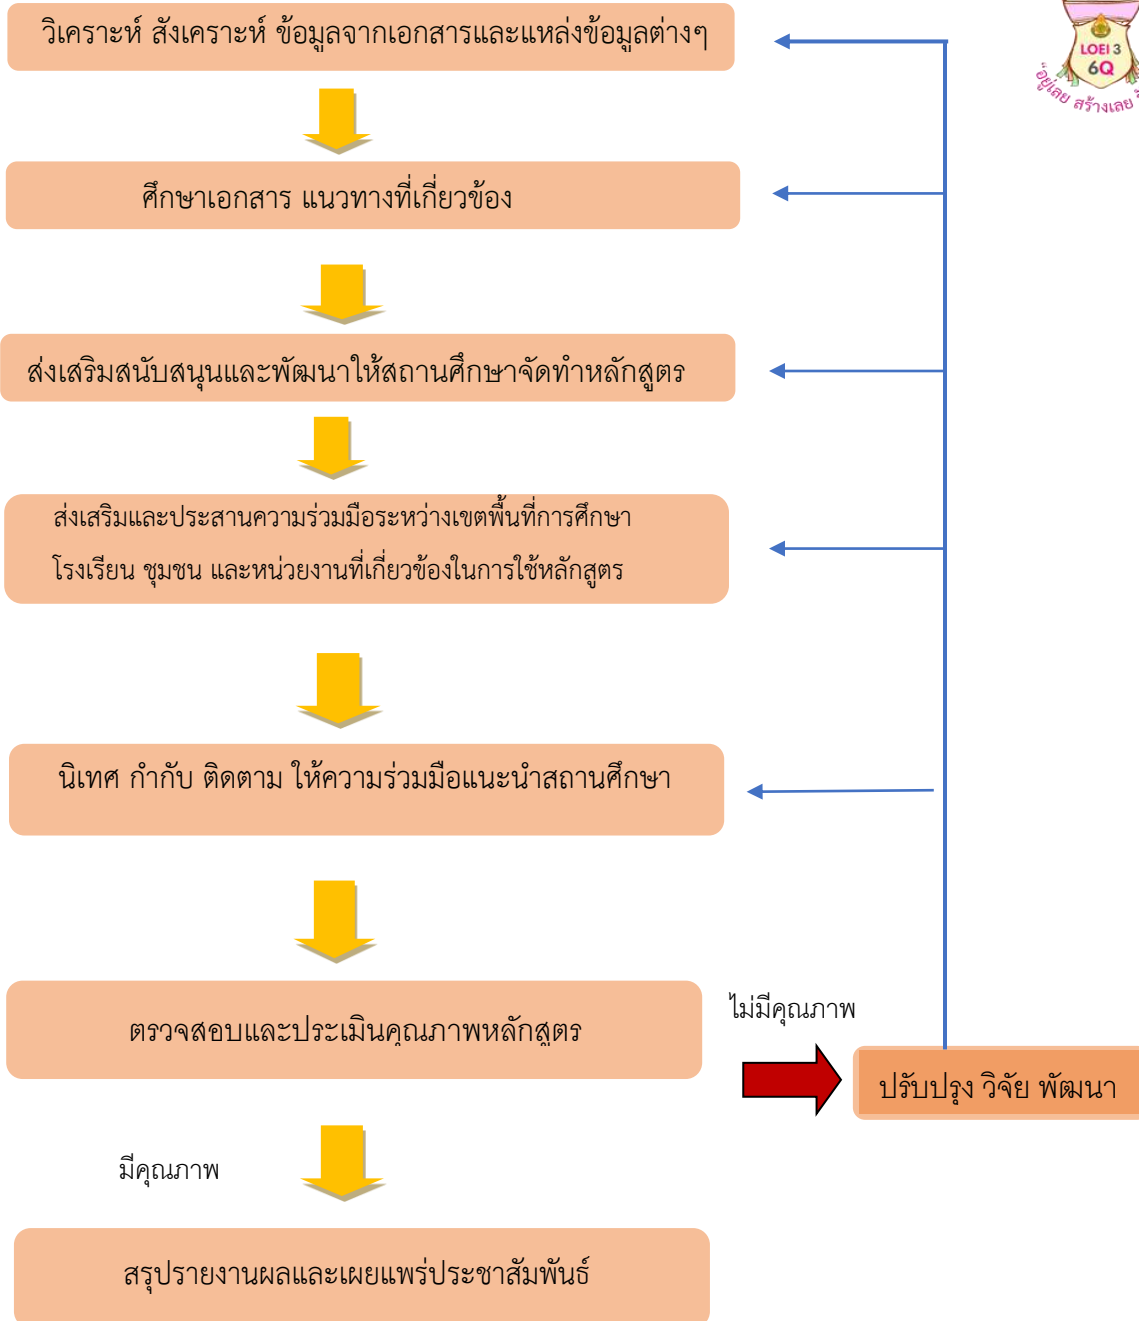 วิเคราะห์ สังเคราะห์ ข้อมูลจากเอกสารและแหล่งข้อมูลต่างๆ
LOEI 3
6Q
"อยู่เลย สร้างเลย
ศึกษาเอกสาร แนวทางที่เกี่ยวข้อง
ส่งเสริมสนับสนุนและพัฒนาให้สถานศึกษาจัดทำหลักสูตร
ส่งเสริมและประสานความร่วมมือระหว่างเขตพื้นที่การศึกษา
โรงเรียน ชุมชน และหน่วยงานที่เกี่ยวข้องในการใช้หลักสูตร
นิเทศ กำกับ ติดตาม ให้ความร่วมมือแนะนำสถานศึกษา
ตรวจสอบและประเมินคุณภาพหลักสูตร
ไม่มีคุณภาพ
ปรับปรุง วิจัย พัฒนา
มีคุณภาพ
สรุปรายงานผลและเผยแพร่ประชาสัมพันธ์